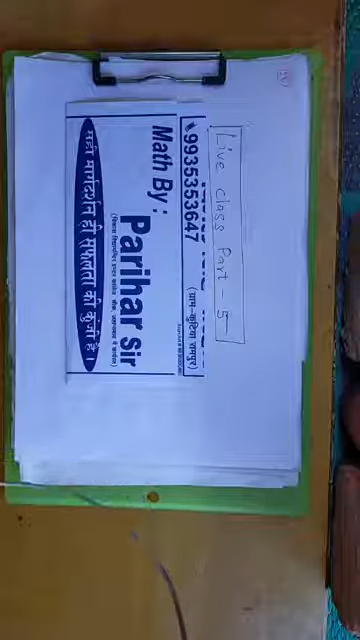 Live class Part - 5
9935353647
(ग्राम-कुटिया रामपुर)
Math By :
Parihar Sir
सही मार्गदर्शन ही सफलता की कुंजी है।